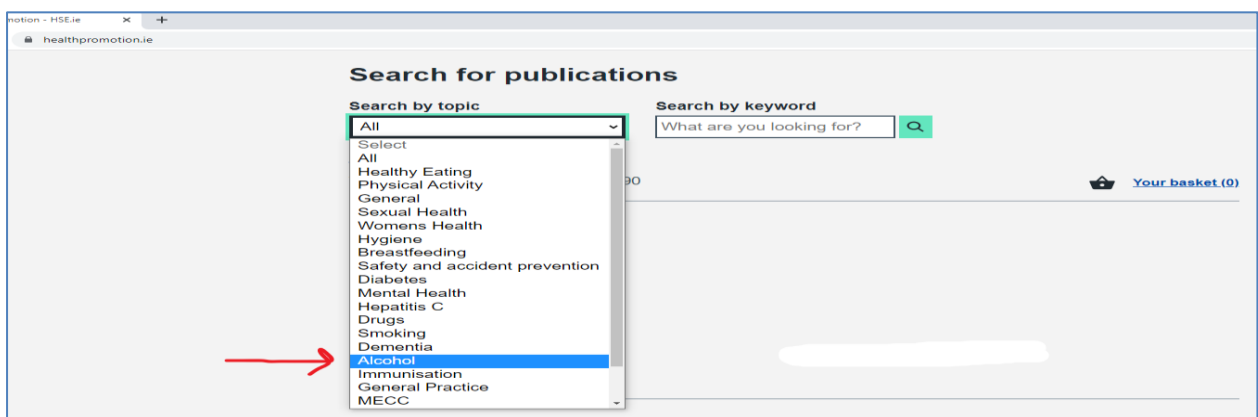 motion - HSE.ie × +
healthpromotion.ie
Search for publications
Search by topic
Search by keyword
All
What are you looking for?
Select
All
Healthy Eating
Physical Activity
90
General
Your basket (0)
Sexual Health
Womens Health
Hygiene
Breastfeeding
Safety and accident prevention
Diabetes
Mental Health
Hepatitis C
Drugs
Smoking
Dementia
Alcohol
Immunisation
General Practice
MECC